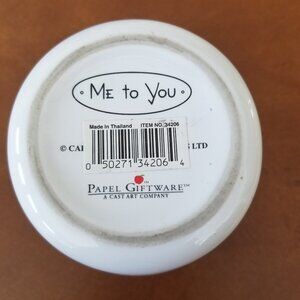 · ME TO YOU ·
Made in Thailand ITEM NO. 34206
© CA LTD
0 50271 34206 4
PAPEL GIFTWARE™
A CAST ART COMPANY